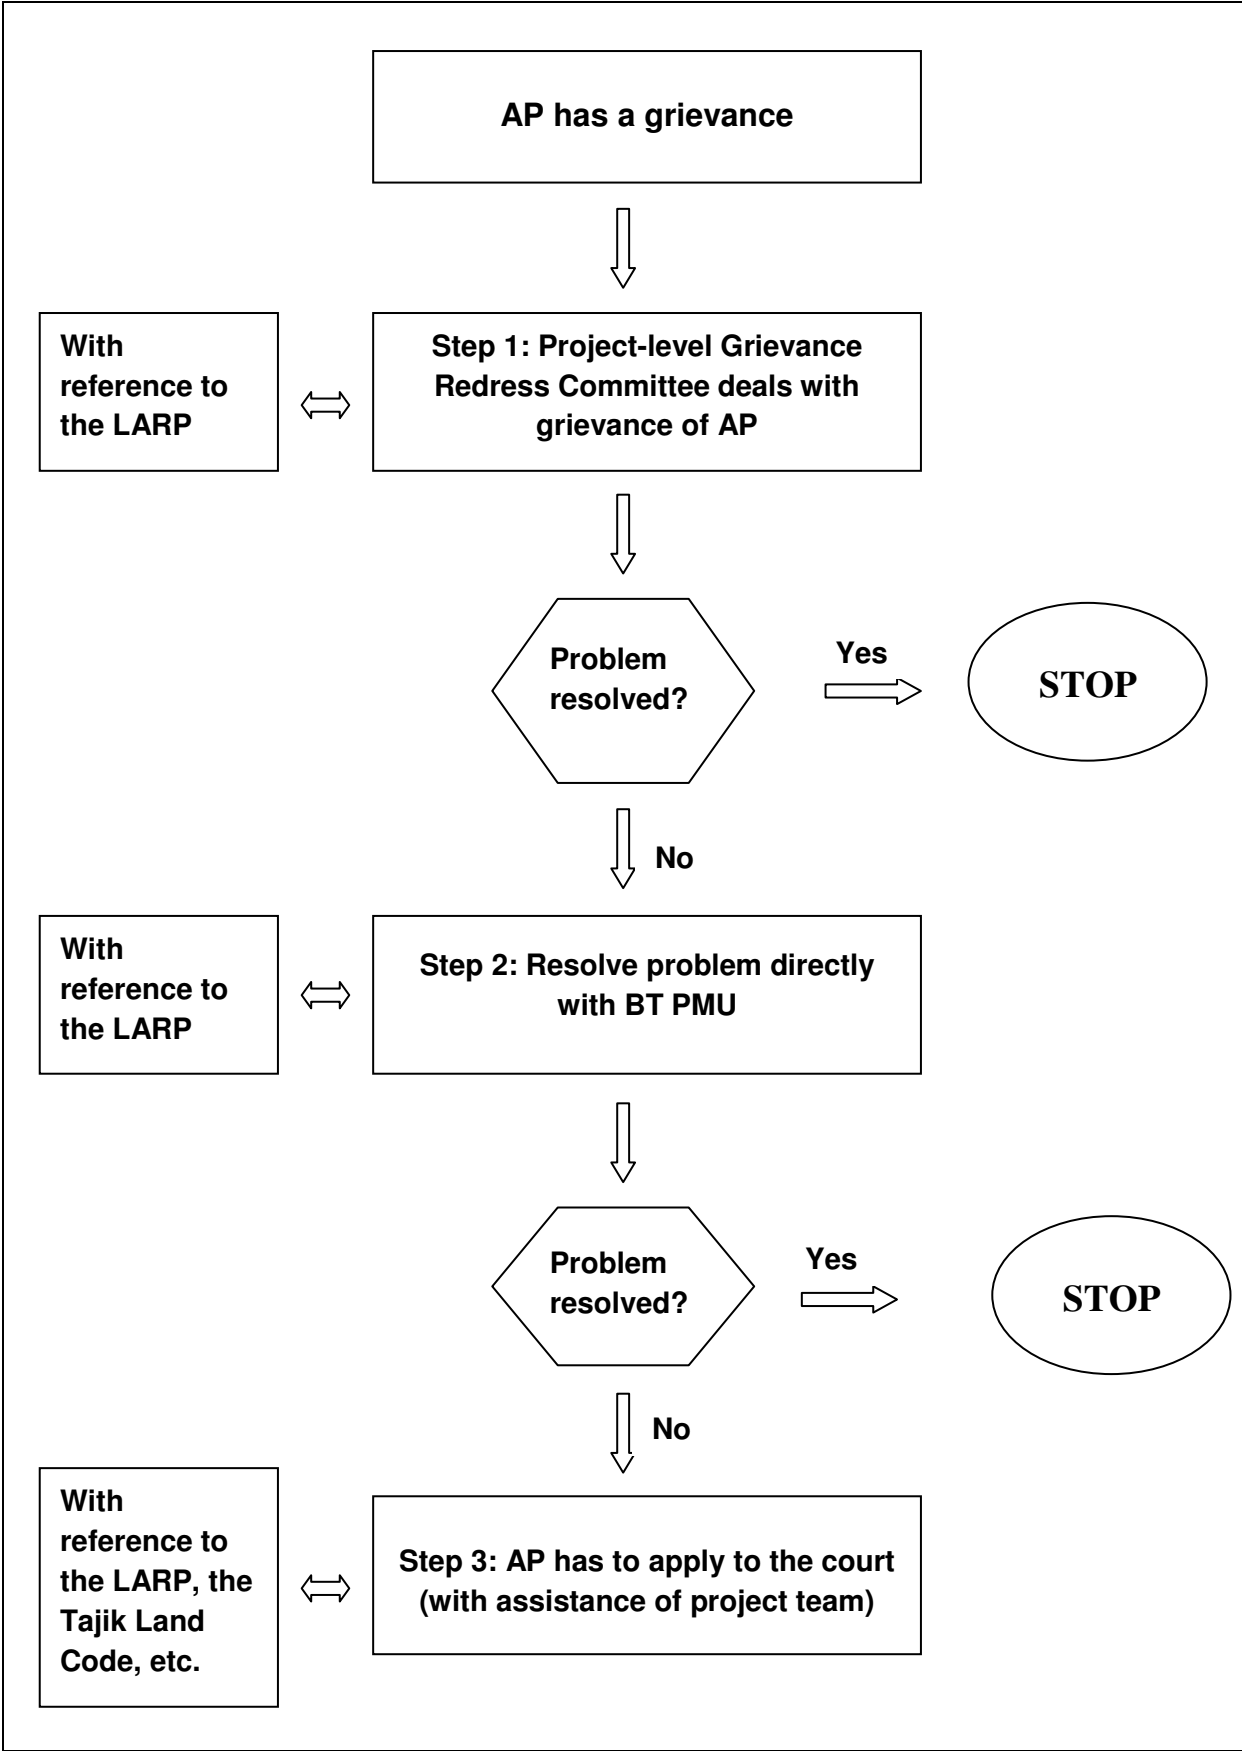 AP has a grievance
With
reference to
the LARP
Step 1: Project-level Grievance
Redress Committee deals with
grievance of AP
Problem
resolved?
Yes
STOP
No
With
reference to
the LARP
Step 2: Resolve problem directly
with BT PMU
Problem
resolved?
Yes
STOP
No
With
reference to
the LARP, the
Tajik Land
Code, etc.
Step 3: AP has to apply to the court
(with assistance of project team)